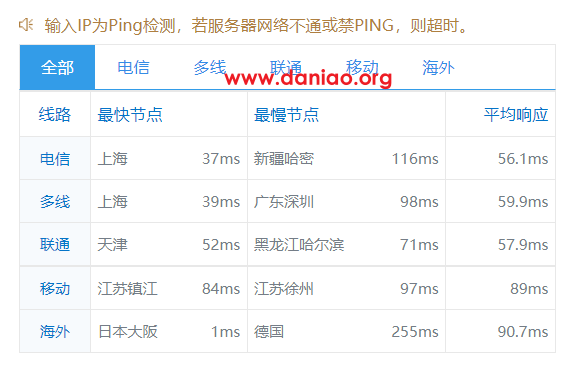 输入IP为Ping检测，若服务器网络不通或禁PING，则超时。
全部 电信 多线 联通 移动 海外
www.daniao.org
线路 最快节点 最慢节点 平均响应
电信 上海 37ms 新疆哈密 116ms 56.1ms
多线 上海 39ms 广东深圳 98ms 59.9ms
联通 天津 52ms 黑龙江哈尔滨 71ms 57.9ms
移动 江苏镇江 84ms 江苏徐州 97ms 89ms
海外 日本大阪 1ms 德国 255ms 90.7ms